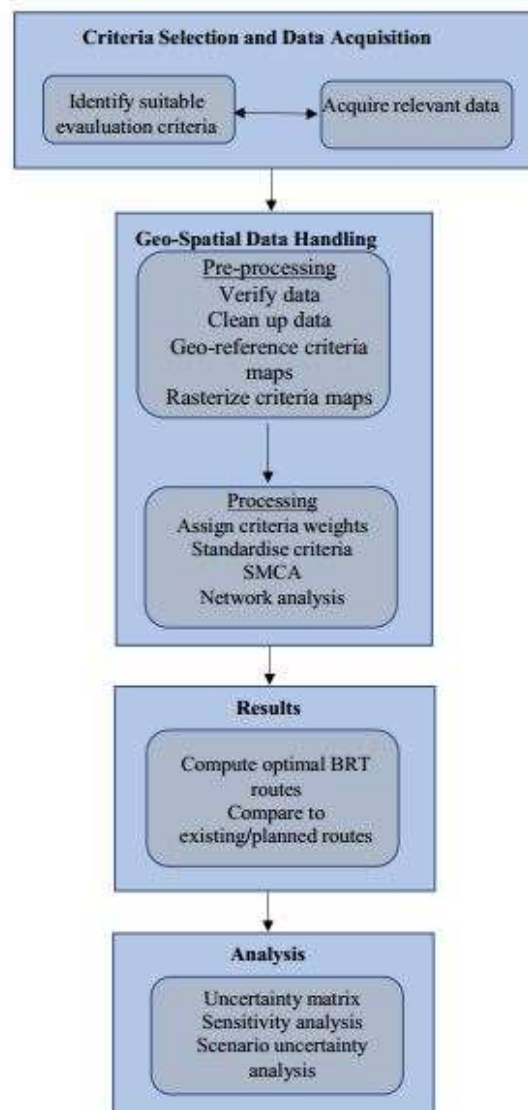 Criteria Selection and Data Acquisition
Identify suitable
evauluation criteria
Acquire relevant data
Geo-Spatial Data Handling
Pre-processing
Verify data
Clean up data
Geo-reference criteria
maps
Rasterize criteria maps
Processing
Assign criteria weights
Standardise criteria
SMCA
Network analysis
Results
Compute optimal BRT
routes
Compare to
existing/planned routes
Analysis
Uncertainty matrix
Sensitivity analysis
Scenario uncertainty
analysis